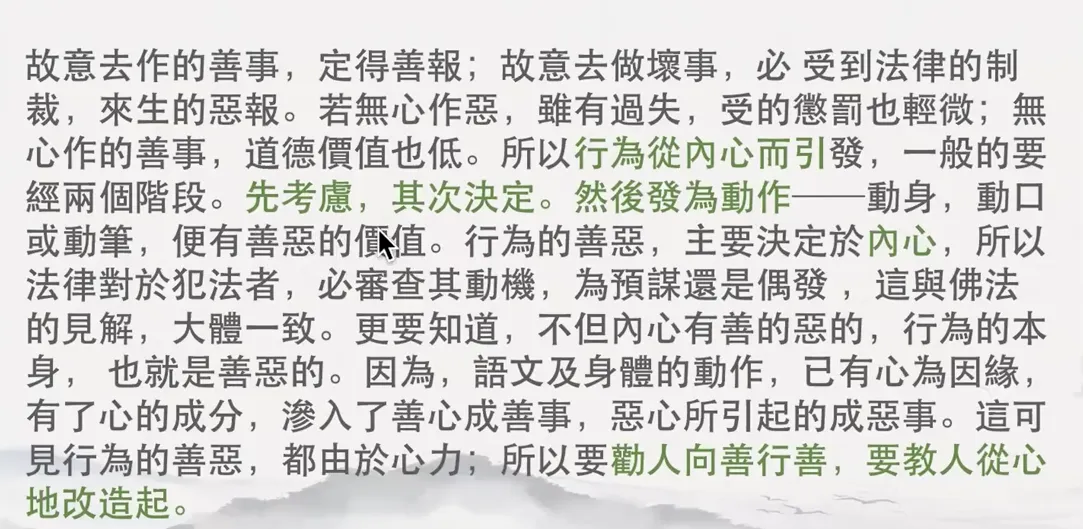 故意去作的善事，定得善報；故意去做壞事，必 受到法律的制
裁，來生的惡報。若無心作惡，雖有過失，受的懲罰也輕微；無
心作的善事，道德價值也低。所以行為從內心而引發，一般的要
經兩個階段。先考慮，其次決定。然後發為動作——動身，動口
或動筆，便有善惡的價值。行為的善惡，主要決定於內心，所以
法律對於犯法者，必審查其動機，為預謀還是偶發 ，這與佛法
的見解，大體一致。更要知道，不但內心有善的惡的，行為的本
身， 也就是善惡的。因為，語文及身體的動作，已有心為因緣，
有了心的成分，滲入了善心成善事，惡心所引起的成惡事。這可
見行為的善惡，都由於心力；所以要勸人向善行善，要教人從心
地改造起。